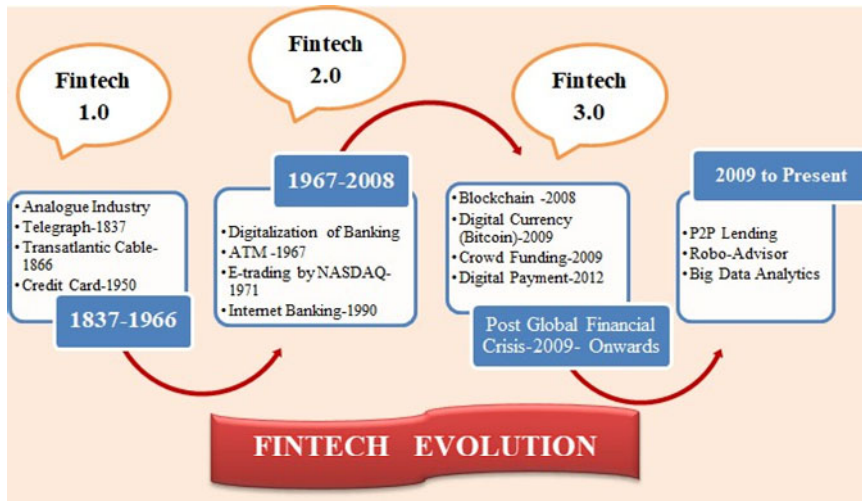 Fintech
1.0
Analogue Industry
Telegraph-1837
Transatlantic Cable-
1866
Credit Card-1950
1837-1966
Fintech
2.0
1967-2008
Digitalization of Banking
ATM -1967
E-trading by NASDAQ-
1971
Internet Banking-1990
Fintech
3.0
Blockchain -2008
Digital Currency
(Bitcoin)-2009
Crowd Funding-2009
Digital Payment-2012
Post Global Financial
Crisis-2009- Onwards
2009 to Present
P2P Lending
Robo-Advisor
Big Data Analytics
FINTECH EVOLUTION